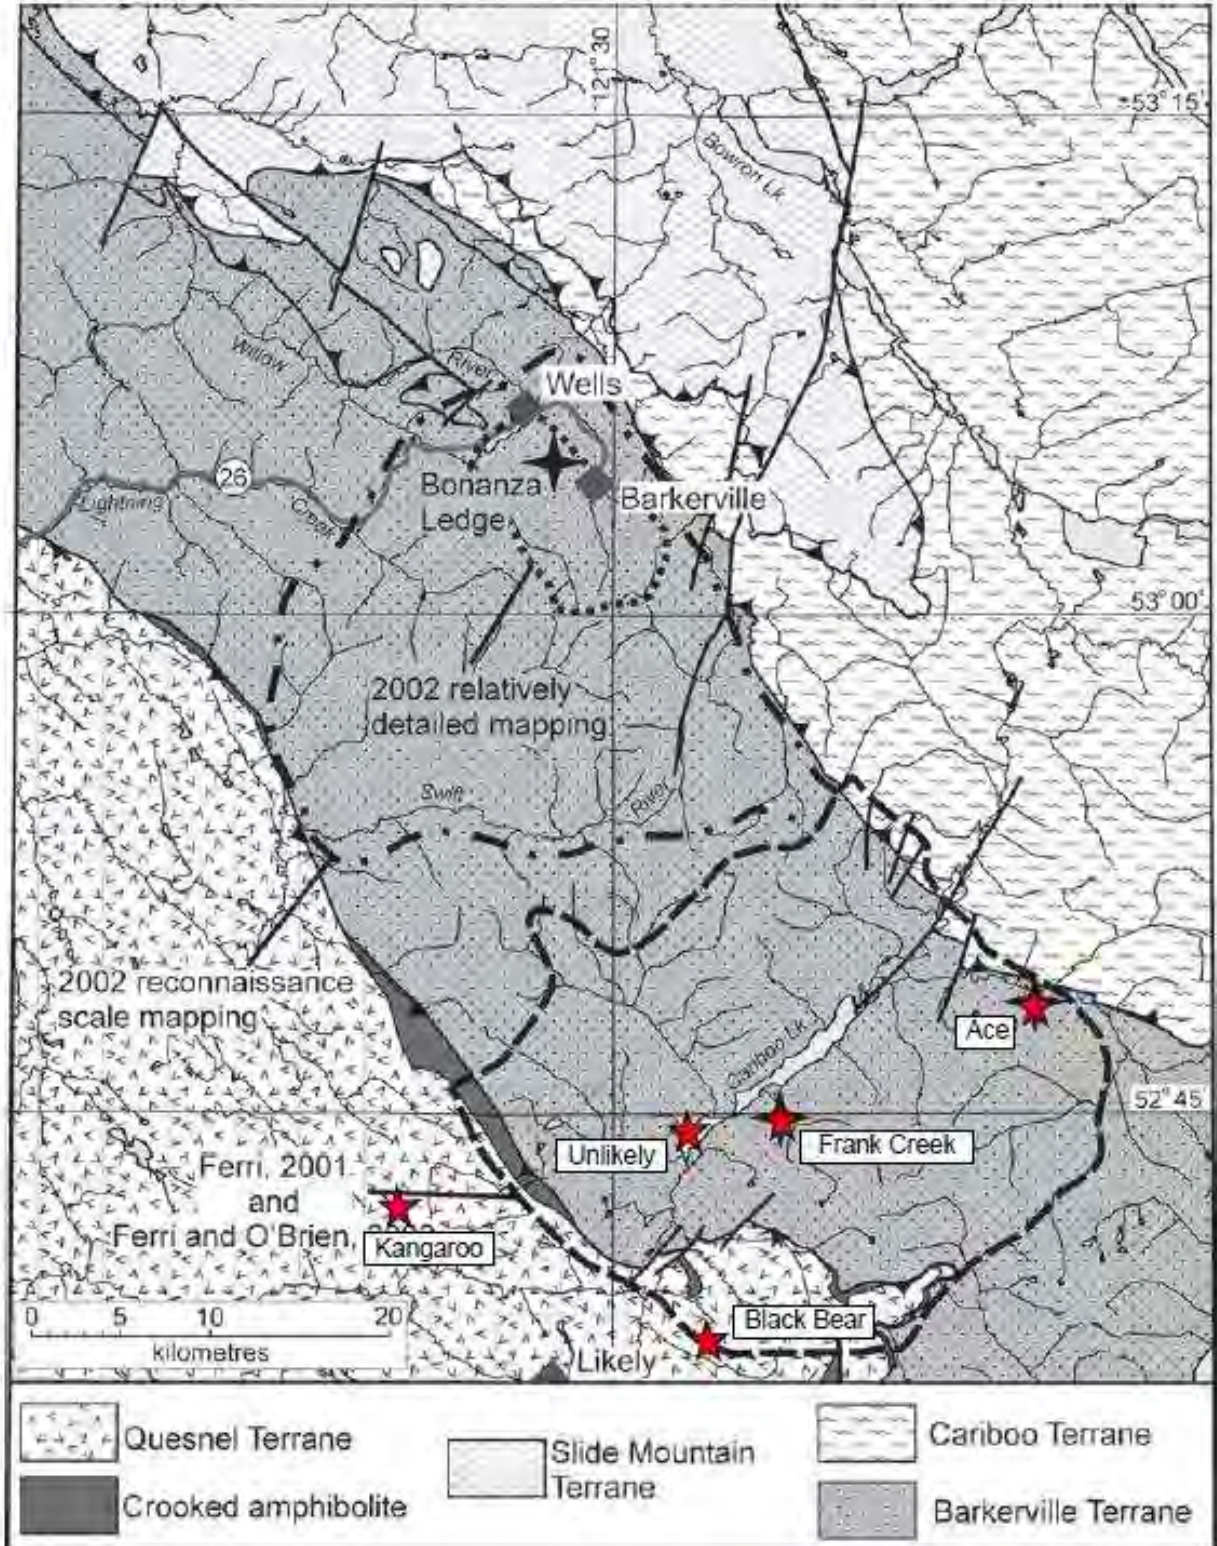 121° 30'
53° 15'
Bowron Lk
Willow
River
Wells
26
Lightning
Creek
Bonanza
Ledge
Barkerville
53° 00'
2002 relatively
detailed mapping
Swift
River
2002 reconnaissance
scale mapping
Ace
Cariboo Lk
52° 45'
Unlikely
Frank Creek
Ferri, 2001
and
Ferri and O'Brien,
Kangaroo
Black Bear
0 5 10 20
kilometres
Likely
Quesnel Terrane
Slide Mountain
Terrane
Cariboo Terrane
Crooked amphibolite
Barkerville Terrane